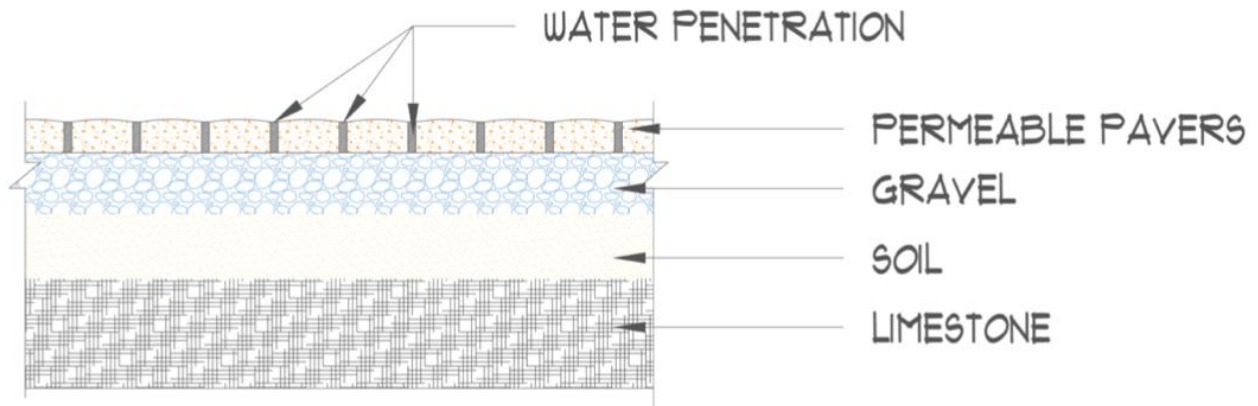 WATER PENETRATION
PERMEABLE PAVERS
GRAVEL
SOIL
LIMESTONE